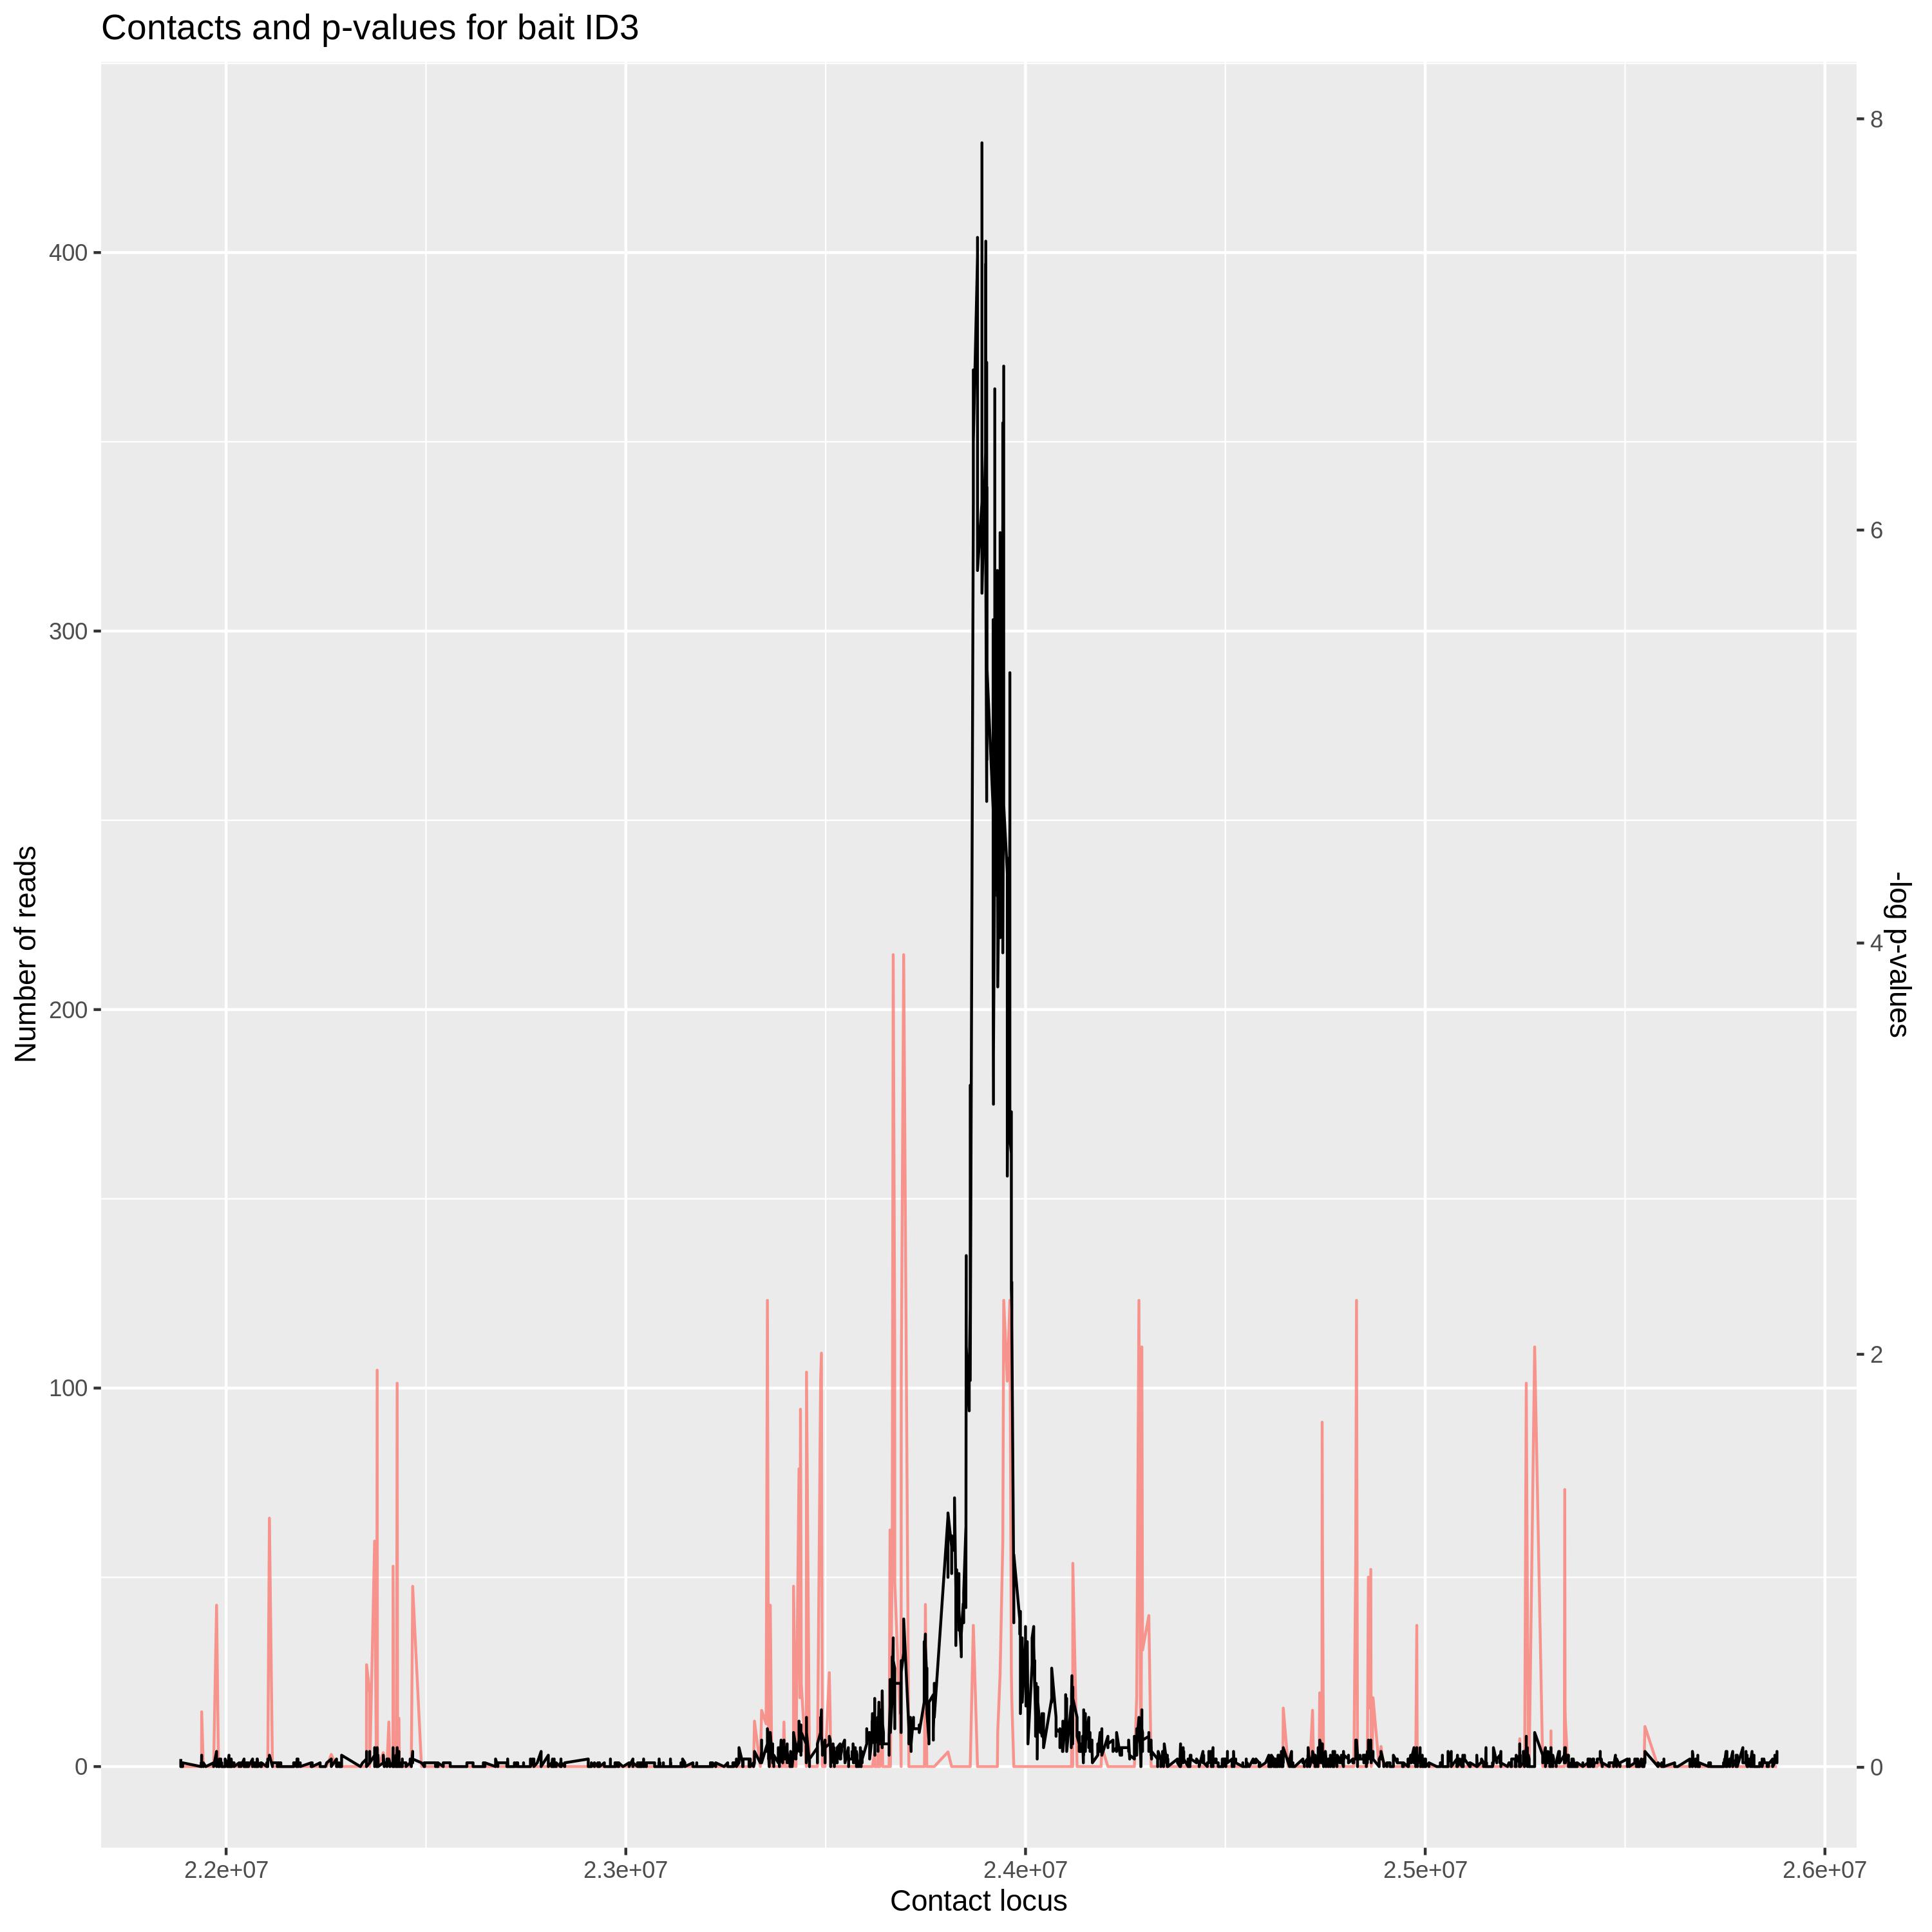 Contacts and p-values for bait ID3
400
300
200
100
0
Number of reads
8
6
4
2
0
-log p-values
2.2e+07 2.3e+07 2.4e+07 2.5e+07 2.6e+07
Contact locus